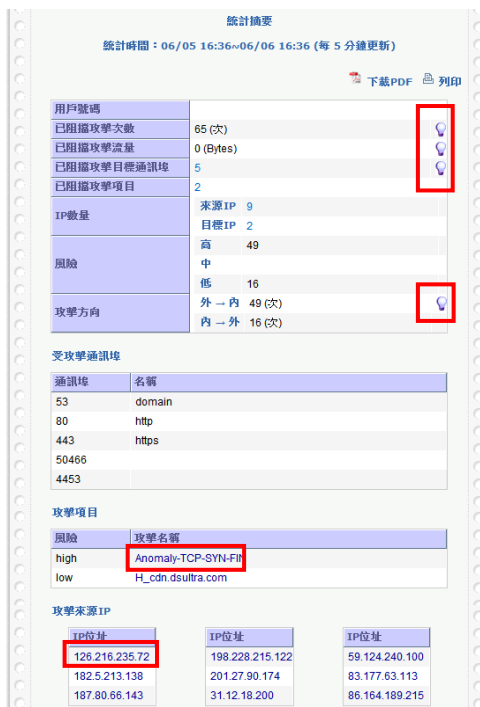 統計摘要
統計時間：06/05 16:36~06/06 16:36 (每 5 分鐘更新)
下載PDF 列印
用戶號碼
已阻擋攻擊次數 65 (次)
已阻擋攻擊流量 0 (Bytes)
已阻擋攻擊目標通訊埠 5
已阻擋攻擊項目 2
IP數量 來源IP 9
目標IP 2
風險 高 49
中
低 16
攻擊方向 外→內 49 (次)
內→外 16 (次)
受攻擊通訊埠
通訊埠 名稱
53 domain
80 http
443 https
50466
4453
攻擊項目
風險 攻擊名稱
high Anomaly-TCP-SYN-FIN
low H_cdn.dsultra.com
攻擊來源IP
IP位址 IP位址 IP位址
126.216.235.72 198.228.215.122 59.124.240.100
182.5.213.138 201.27.90.174 83.177.63.113
187.80.66.143 31.12.18.200 86.164.189.215